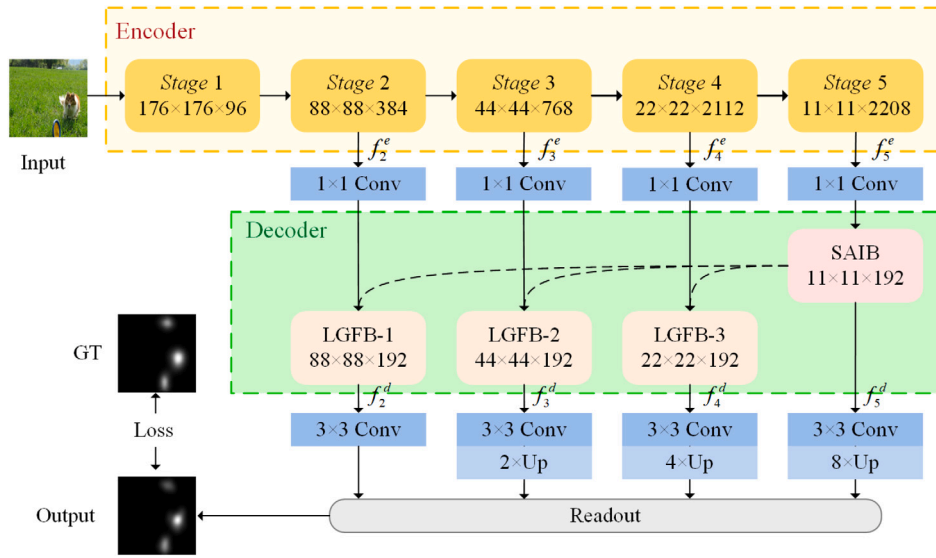 Encoder
Stage 1
176×176×96
Stage 2
88×88×384
Stage 3
44×44×768
Stage 4
22×22×2112
Stage 5
11×11×2208
Input
f₂ᵉ
f₃ᵉ
f₄ᵉ
f₅ᵉ
1×1 Conv
1×1 Conv
1×1 Conv
1×1 Conv
Decoder
SAIB
11×11×192
LGFB-1
88×88×192
LGFB-2
44×44×192
LGFB-3
22×22×192
GT
f₂ᵈ
f₃ᵈ
f₄ᵈ
f₅ᵈ
Loss
3×3 Conv
3×3 Conv
2×Up
3×3 Conv
4×Up
3×3 Conv
8×Up
Output
Readout